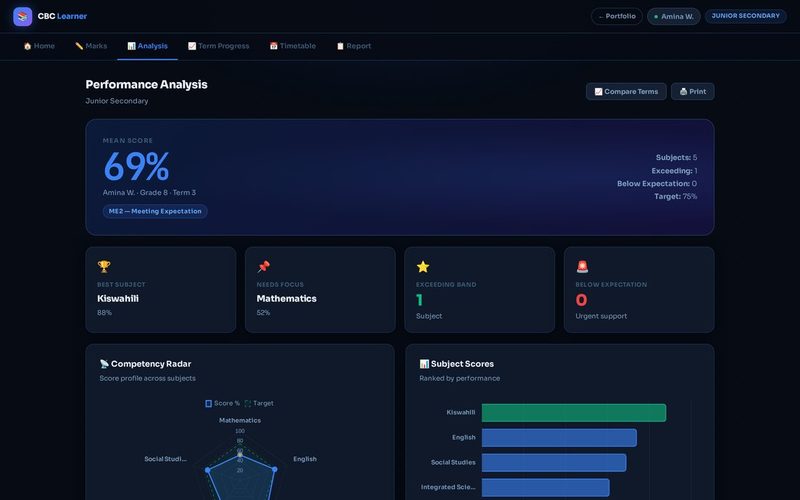 CBC Learner
← Portfolio
Amina W.
JUNIOR SECONDARY
Home
Marks
Analysis
Term Progress
Timetable
Report
Performance Analysis
Junior Secondary
Compare Terms
Print
MEAN SCORE
69%
Amina W. · Grade 8 · Term 3
ME2 — Meeting Expectation
Subjects: 5
Exceeding: 1
Below Expectation: 0
Target: 75%
BEST SUBJECT
Kiswahili
88%
NEEDS FOCUS
Mathematics
52%
EXCEEDING BAND
1
Subject
BELOW EXPECTATION
0
Urgent support
Competency Radar
Score profile across subjects
Score %
Target
Mathematics
100
80
60
40
20
Social Studi...
English
Subject Scores
Ranked by performance
Kiswahili
English
Social Studies
Integrated Scie...